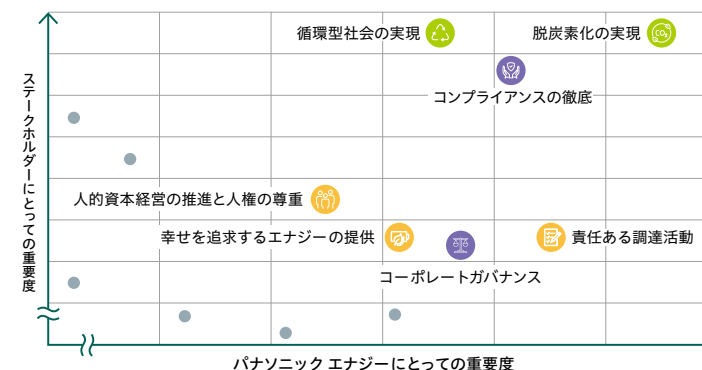 循環型社会の実現
脱炭素化の実現
CO₂
コンプライアンスの徹底
ステークホルダーにとっての重要度
人的資本経営の推進と人権の尊重
幸せを追求するエナジーの提供
責任ある調達活動
コーポレートガバナンス
パナソニック エナジーにとっての重要度